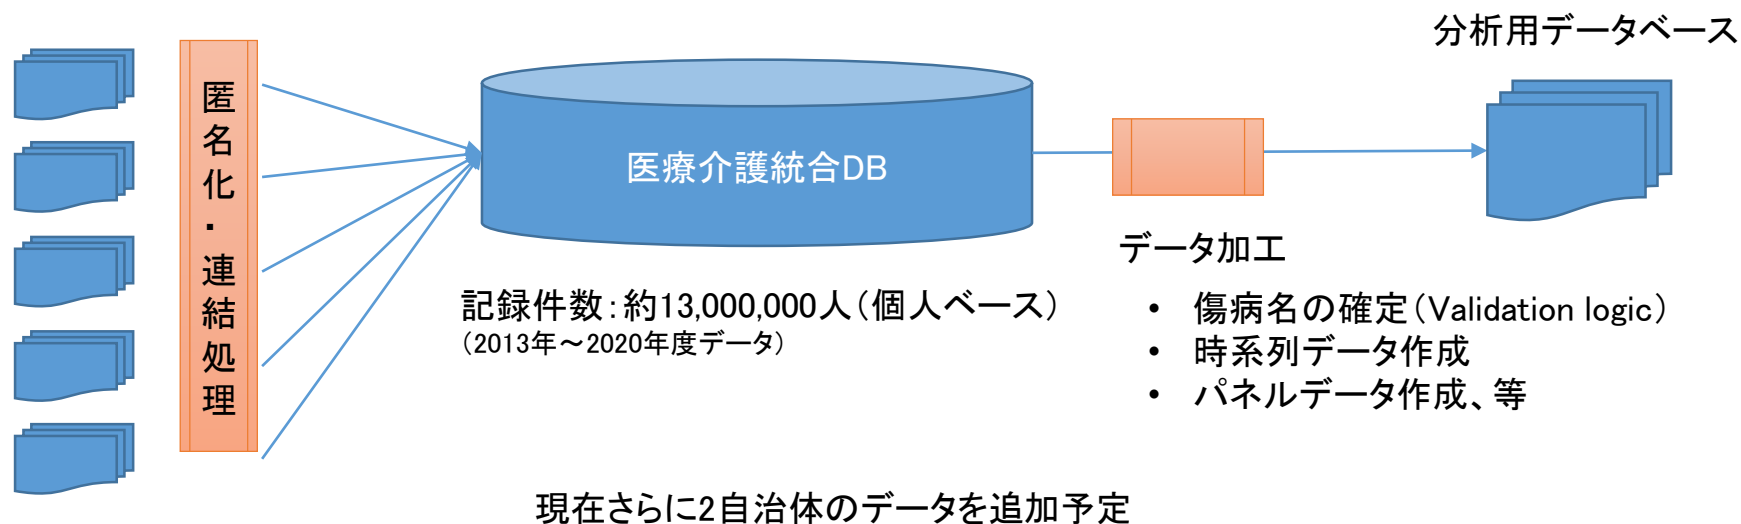 分析用データベース
匿名化・連結処理
医療介護統合DB
データ加工
記録件数：約13,000,000人（個人ベース）
（2013年～2020年度データ）
• 傷病名の確定（Validation logic）
• 時系列データ作成
• パネルデータ作成、等
現在さらに2自治体のデータを追加予定